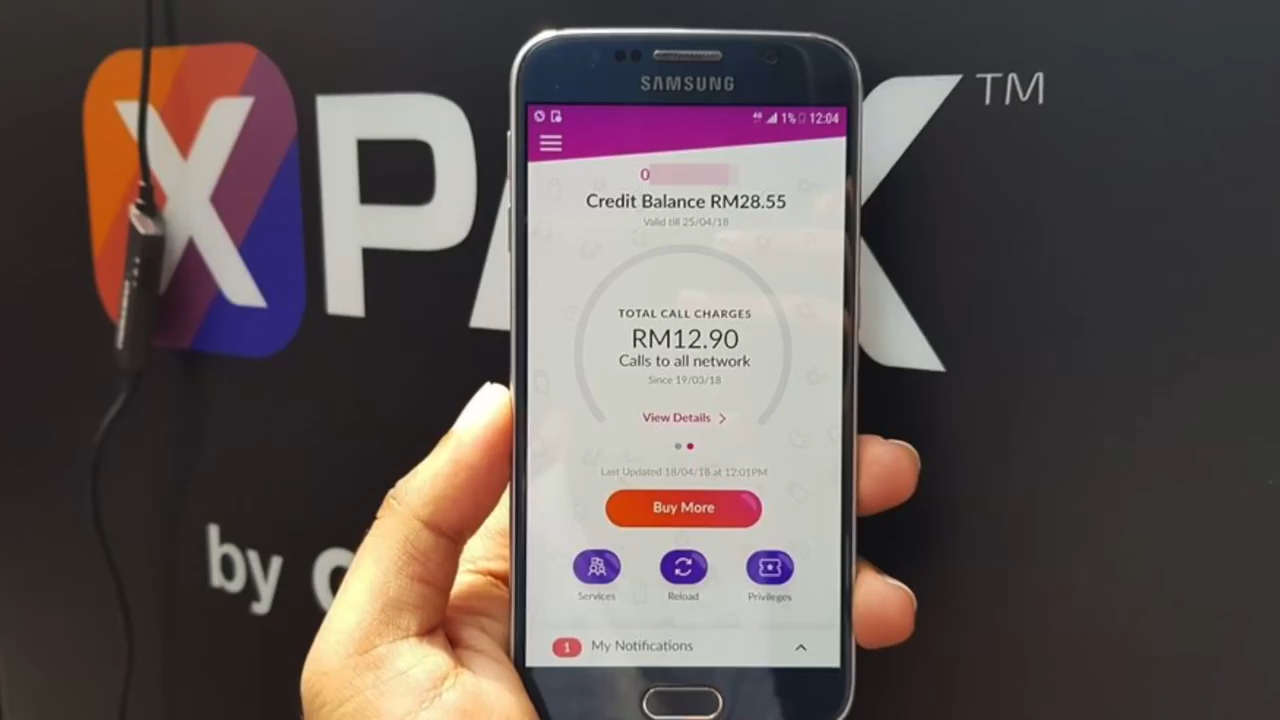 XPAX™
by
SAMSUNG
4G 1% 12:04
0
Credit Balance RM28.55
Valid till 25/04/18
TOTAL CALL CHARGES
RM12.90
Calls to all network
Since 19/03/18
View Details >
Last Updated 18/04/18 at 12:01PM
Buy More
Services Reload Privileges
1 My Notifications